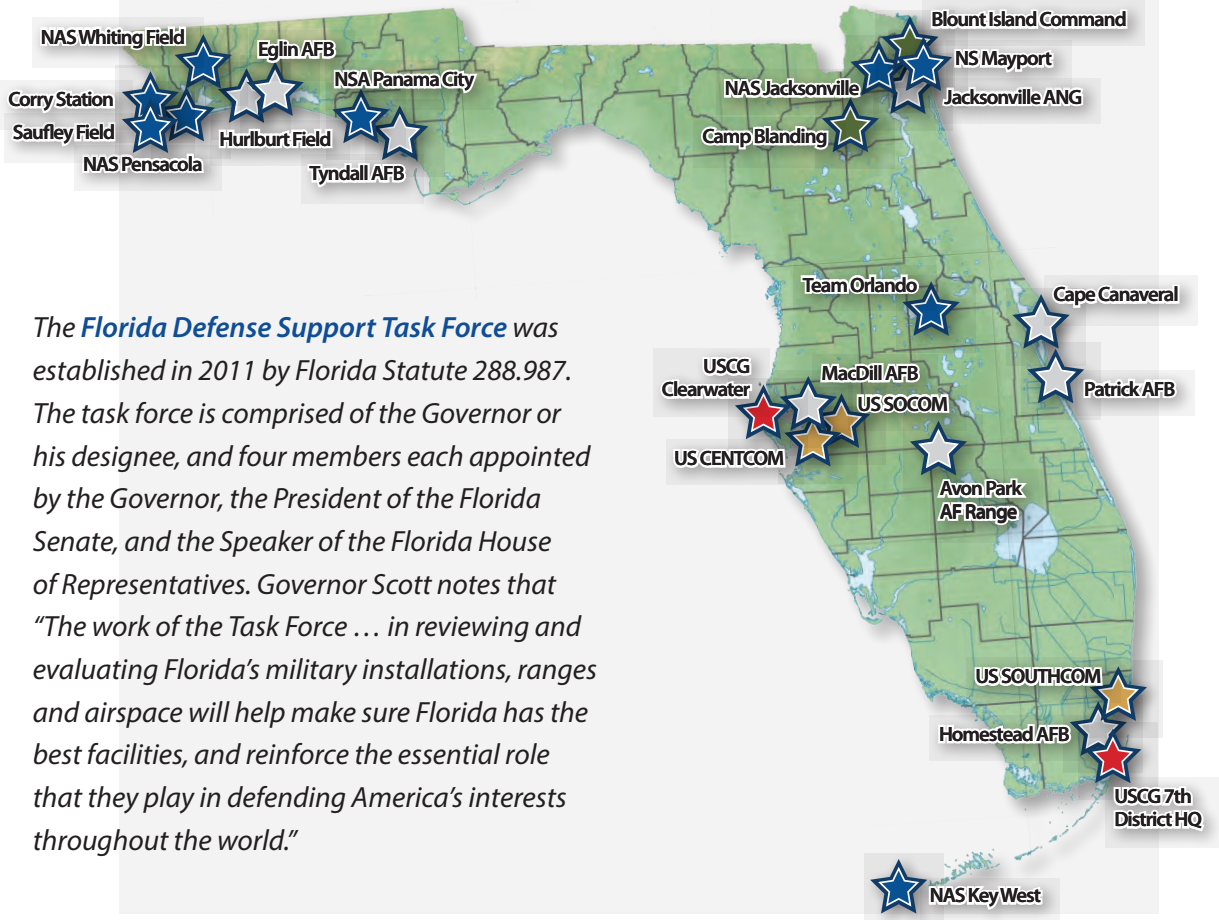 NAS Whiting Field
Eglin AFB
NSA Panama City
Corry Station
Saufley Field
Hurlburt Field
NAS Pensacola
Tyndall AFB
Blount Island Command
NS Mayport
NAS Jacksonville
Jacksonville ANG
Camp Blanding
Team Orlando
Cape Canaveral
USCG
Clearwater
MacDill AFB
Patrick AFB
US SOCOM
US CENTCOM
Avon Park
AF Range
US SOUTHCOM
Homestead AFB
USCG 7th
District HQ
NAS Key West
The Florida Defense Support Task Force was
established in 2011 by Florida Statute 288.987.
The task force is comprised of the Governor or
his designee, and four members each appointed
by the Governor, the President of the Florida
Senate, and the Speaker of the Florida House
of Representatives. Governor Scott notes that
“The work of the Task Force … in reviewing and
evaluating Florida’s military installations, ranges
and airspace will help make sure Florida has the
best facilities, and reinforce the essential role
that they play in defending America’s interests
throughout the world.”